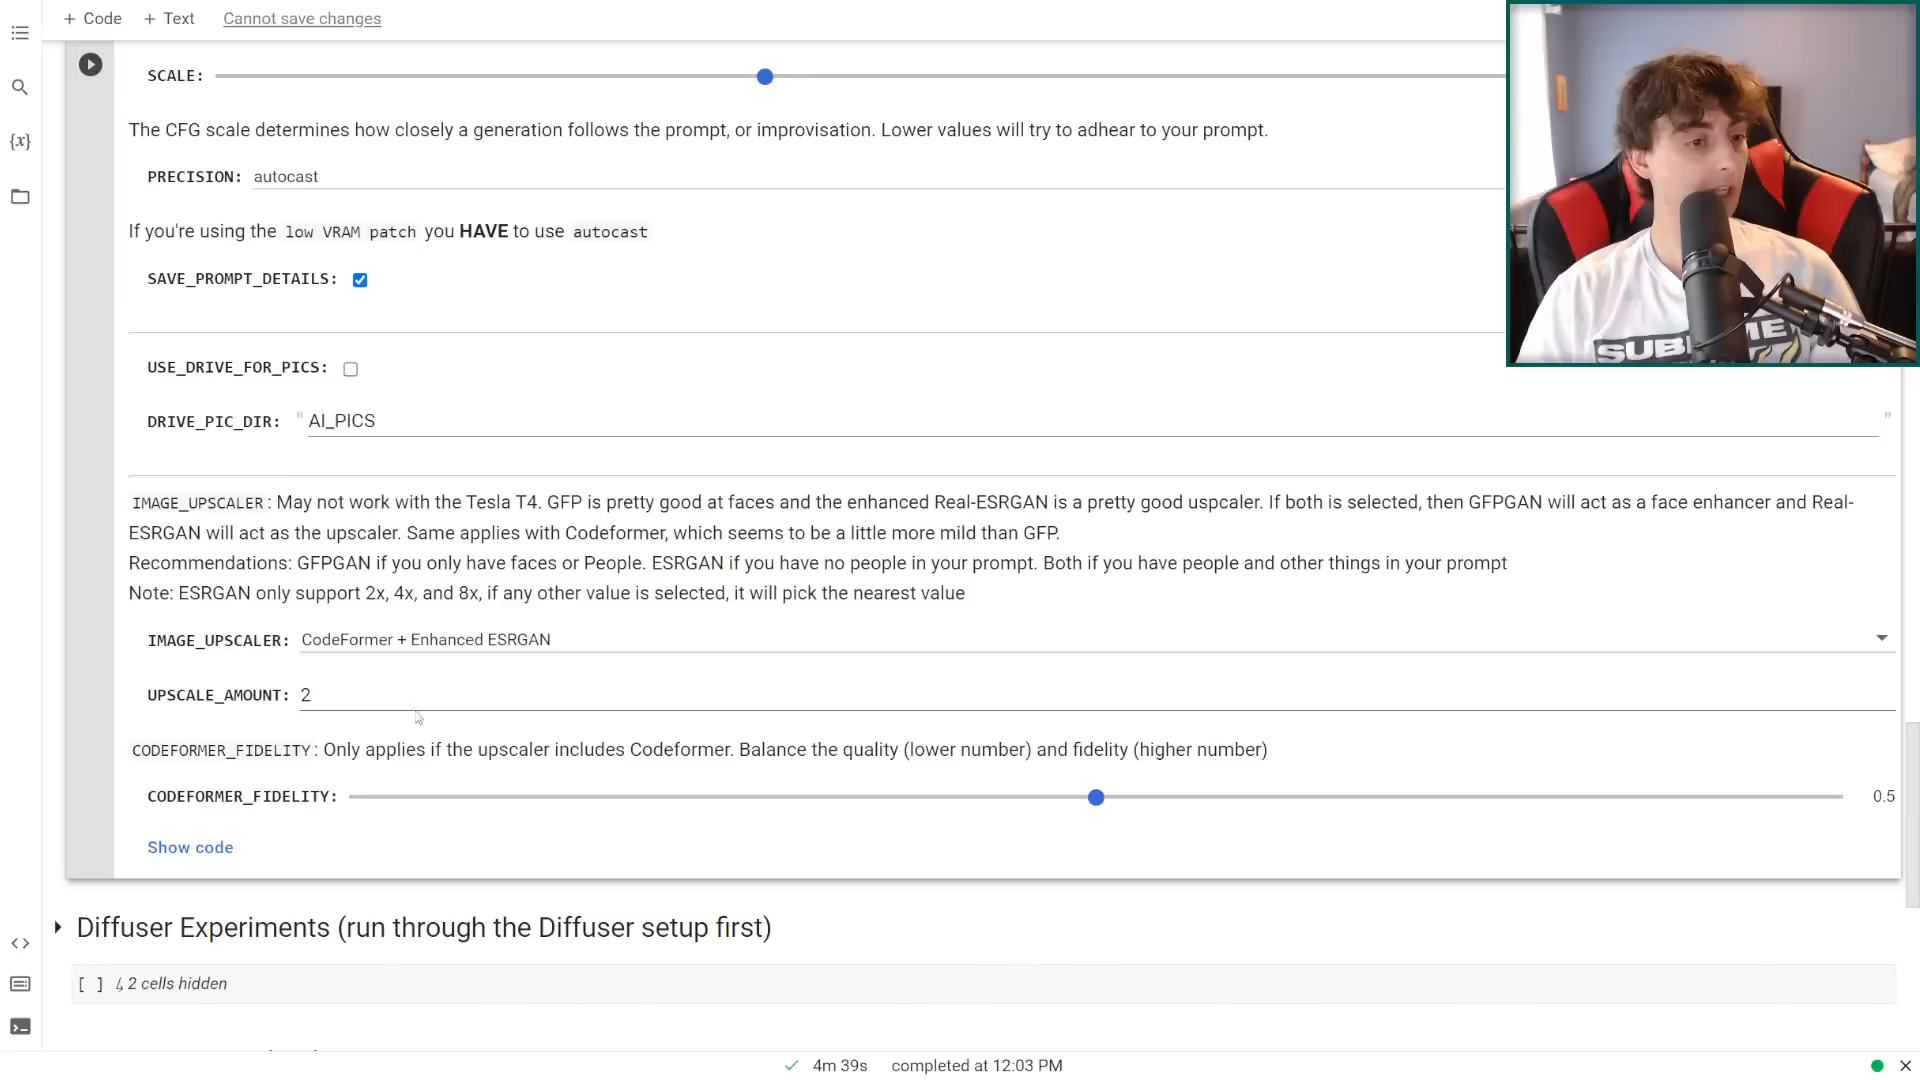 + Code + Text Cannot save changes
SCALE:
The CFG scale determines how closely a generation follows the prompt, or improvisation. Lower values will try to adhear to your prompt.
PRECISION: autocast
If you're using the low VRAM patch you HAVE to use autocast
SAVE_PROMPT_DETAILS:
USE_DRIVE_FOR_PICS:
DRIVE_PIC_DIR: " AI_PICS "
IMAGE_UPSCALER: May not work with the Tesla T4. GFP is pretty good at faces and the enhanced Real-ESRGAN is a pretty good uspcaler. If both is selected, then GFPGAN will act as a face enhancer and Real-
ESRGAN will act as the upscaler. Same applies with Codeformer, which seems to be a little more mild than GFP.
Recommendations: GFPGAN if you only have faces or People. ESRGAN if you have no people in your prompt. Both if you have people and other things in your prompt
Note: ESRGAN only support 2x, 4x, and 8x, if any other value is selected, it will pick the nearest value
IMAGE_UPSCALER: CodeFormer + Enhanced ESRGAN
UPSCALE_AMOUNT: 2
CODEFORMER_FIDELITY: Only applies if the upscaler includes Codeformer. Balance the quality (lower number) and fidelity (higher number)
CODEFORMER_FIDELITY: 0.5
Show code
Diffuser Experiments (run through the Diffuser setup first)
[ ] 2 cells hidden
4m 39s completed at 12:03 PM